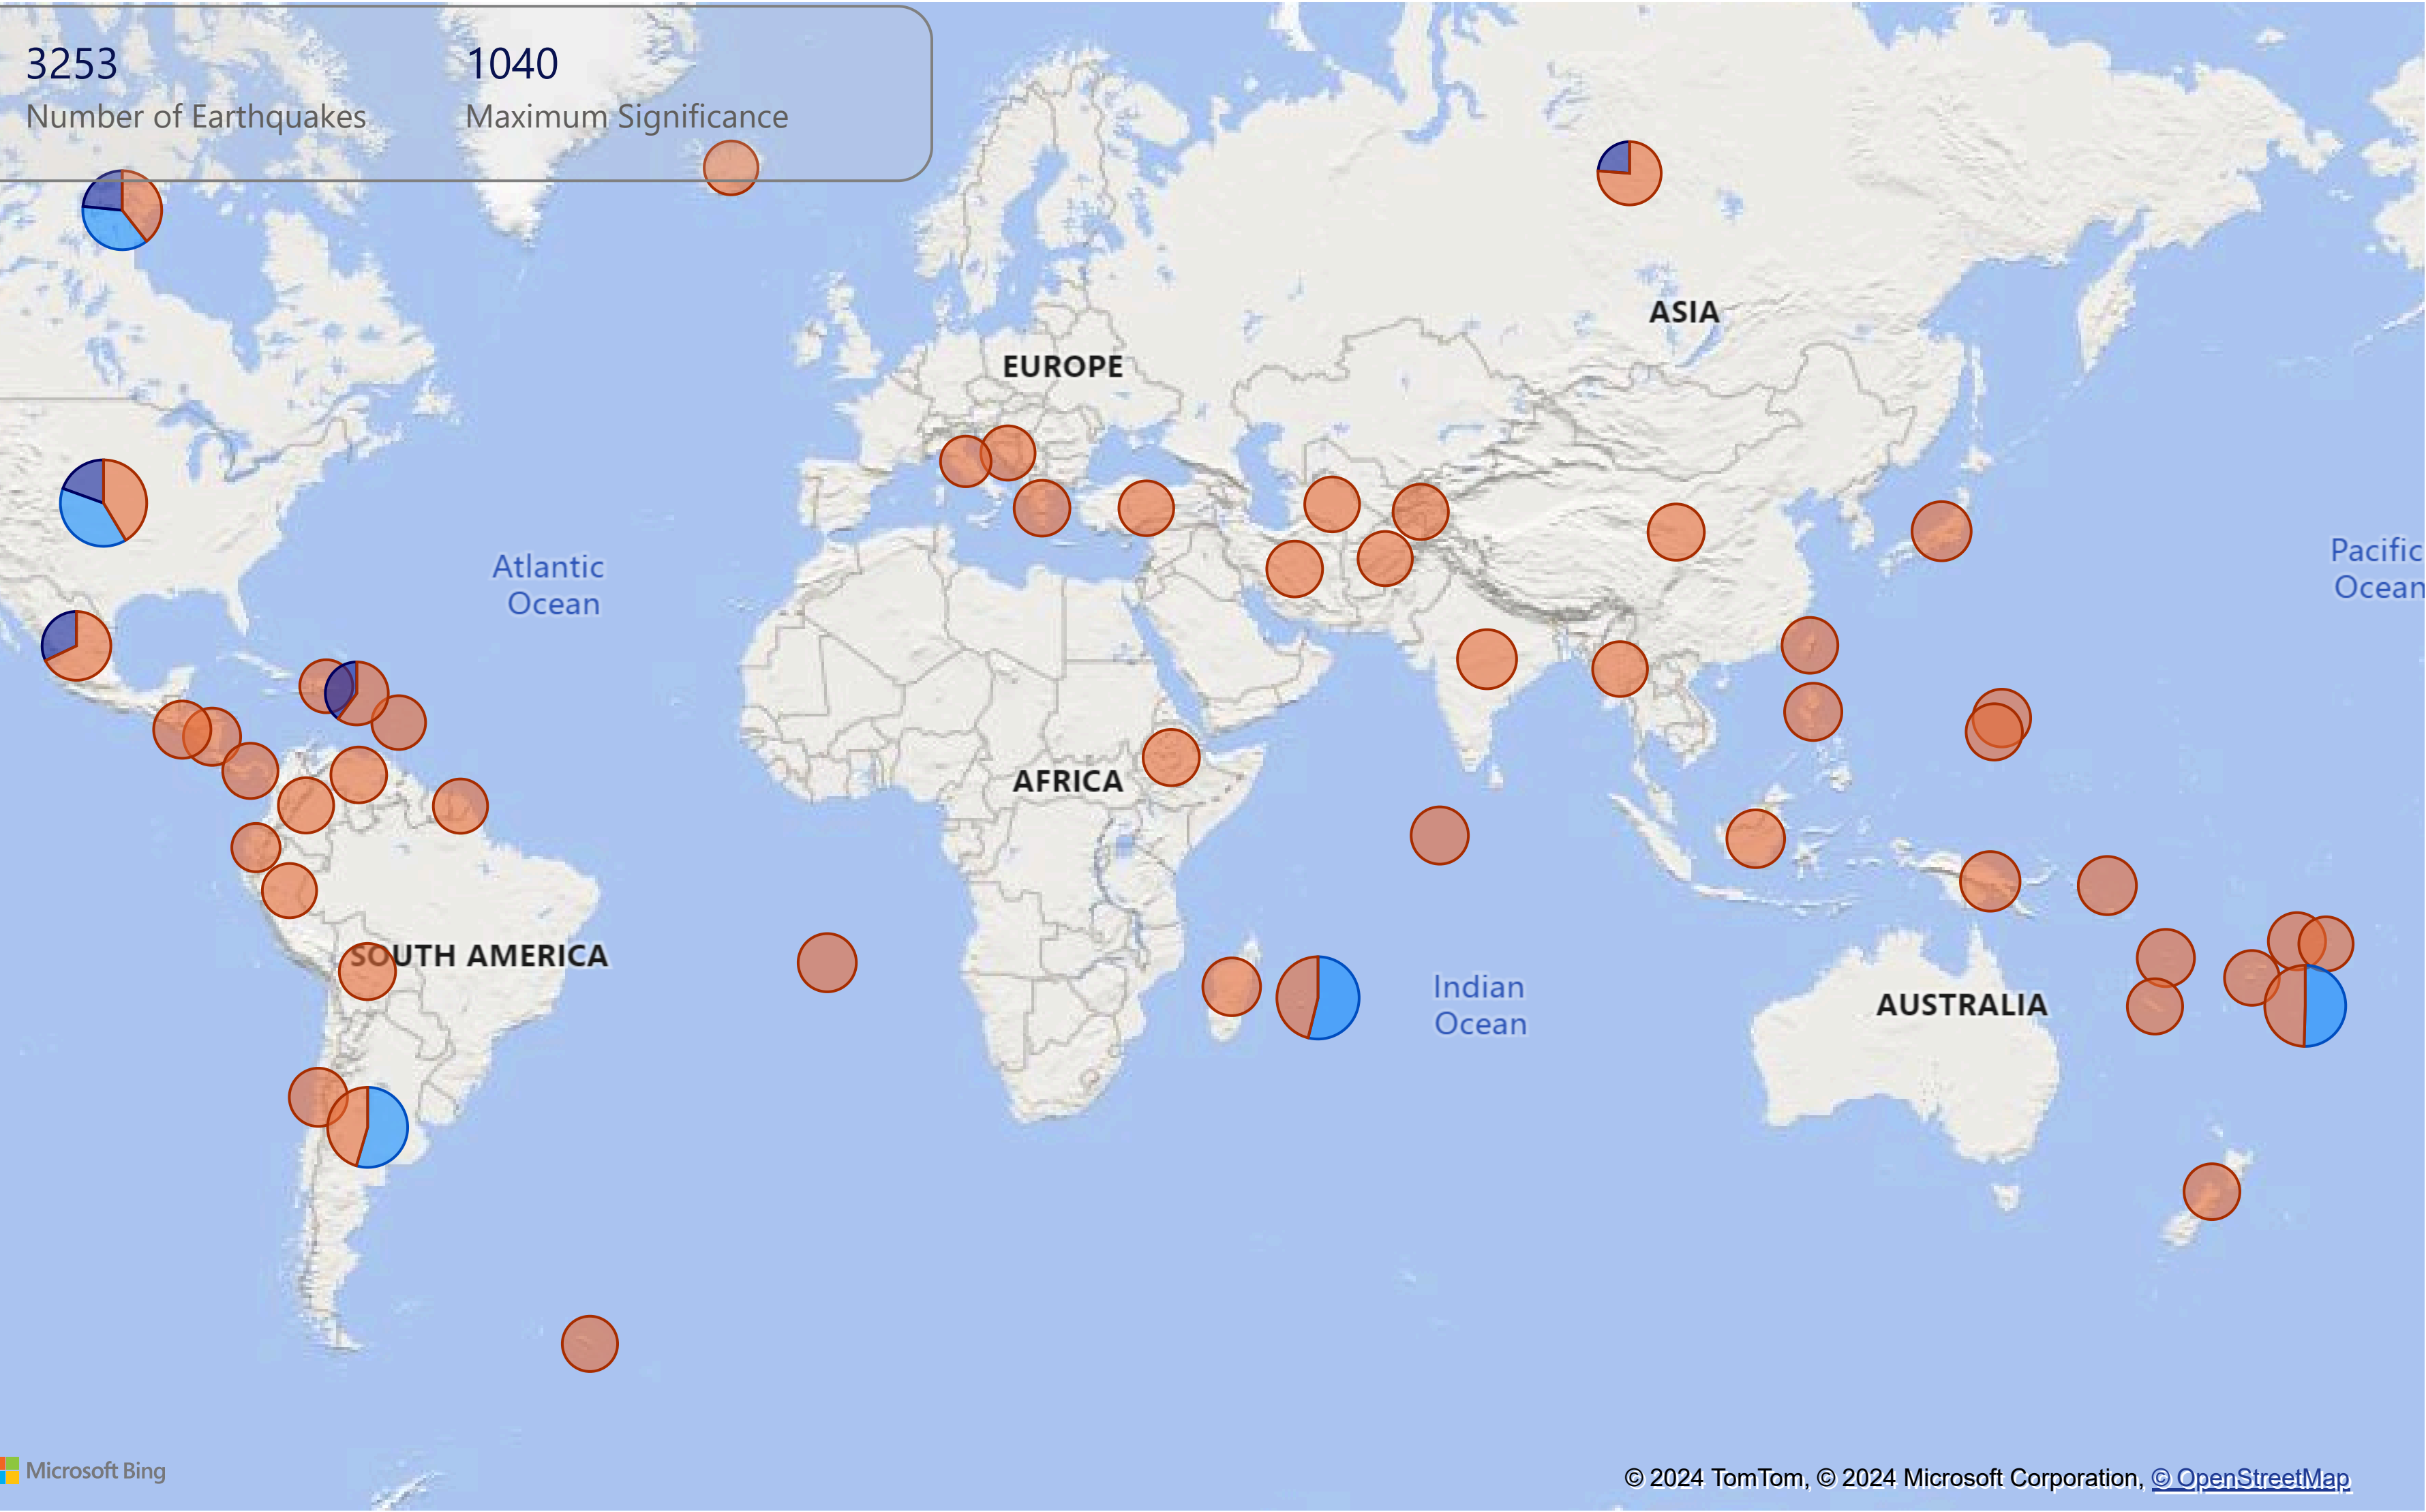 3253
1040
Number of Earthquakes
Maximum Significance
ASIA
EUROPE
Atlantic
Ocean
Pacific
Ocean
AFRICA
SOUTH AMERICA
Indian
Ocean
AUSTRALIA
Microsoft Bing
© 2024 TomTom, © 2024 Microsoft Corporation, © OpenStreetMap